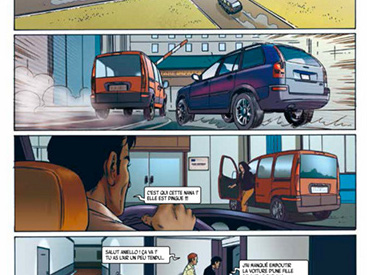 C'EST QUI CETTE NANA ?
ELLE EST DINGUE !!!
SALUT ANIELLO ! ÇA VA ?
TU AS L'AIR UN PEU TENDU...
J'AI MANQUÉ EMBOUTIR
LA VOITURE D'UNE FILLE